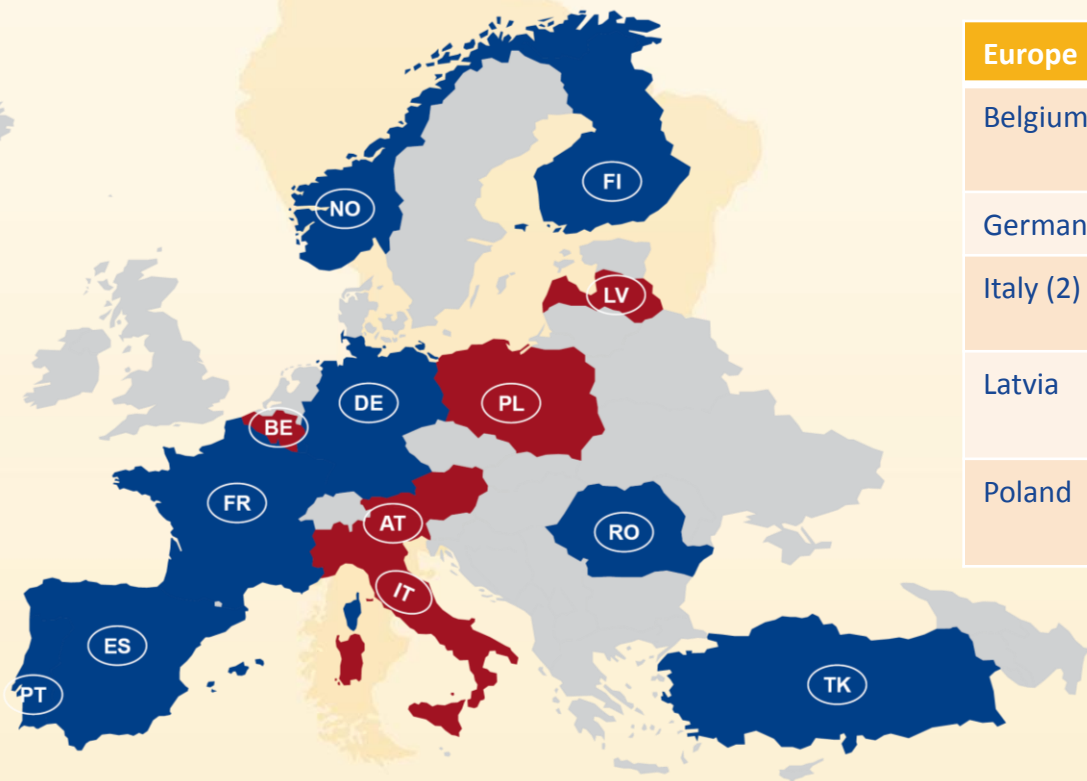 Europe
Belgium
German
Italy (2)
Latvia
Poland
NO
FI
LV
DE
PL
BE
FR
AT
RO
IT
ES
PT
TK